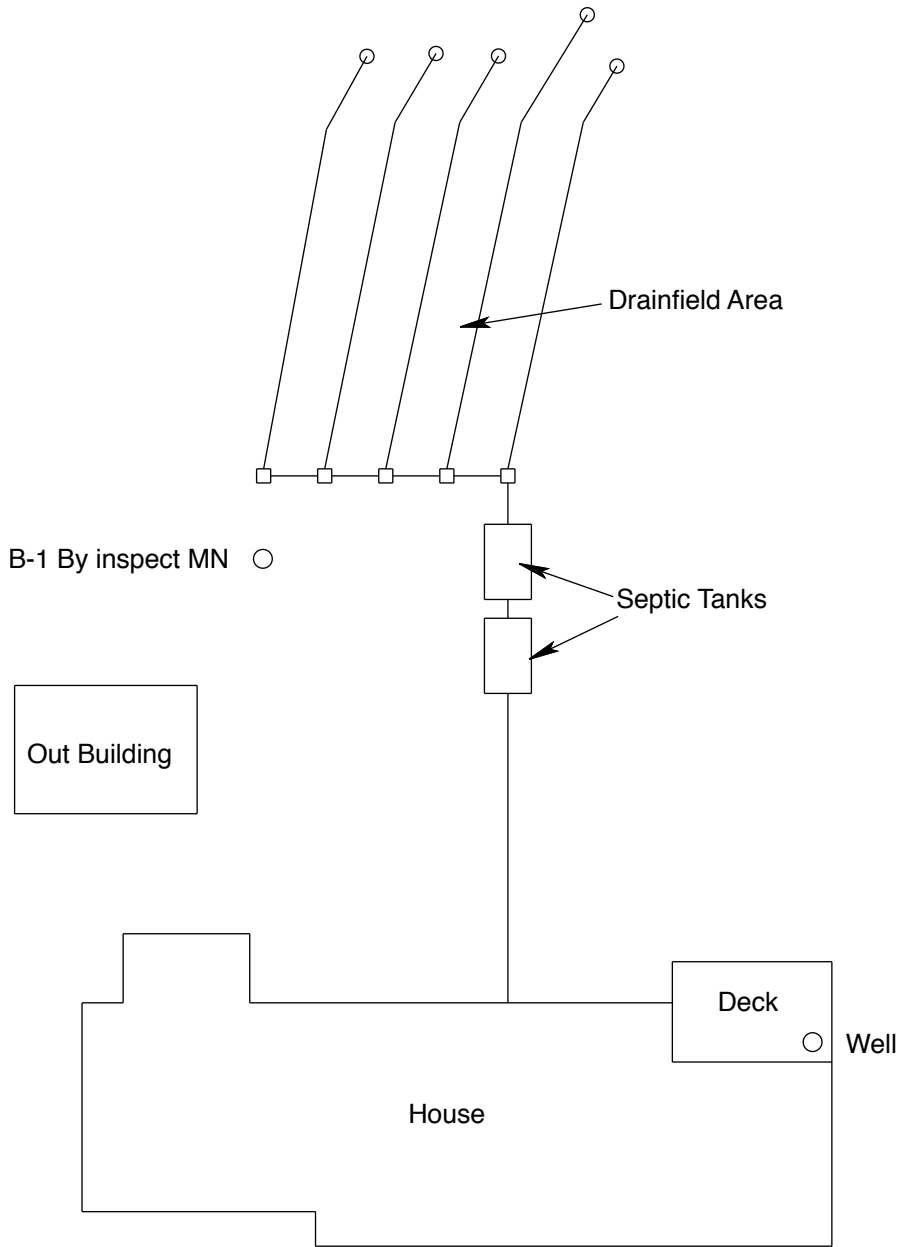 Drainfield Area
B-1 By inspect MN
Septic Tanks
Out Building
Deck
Well
House